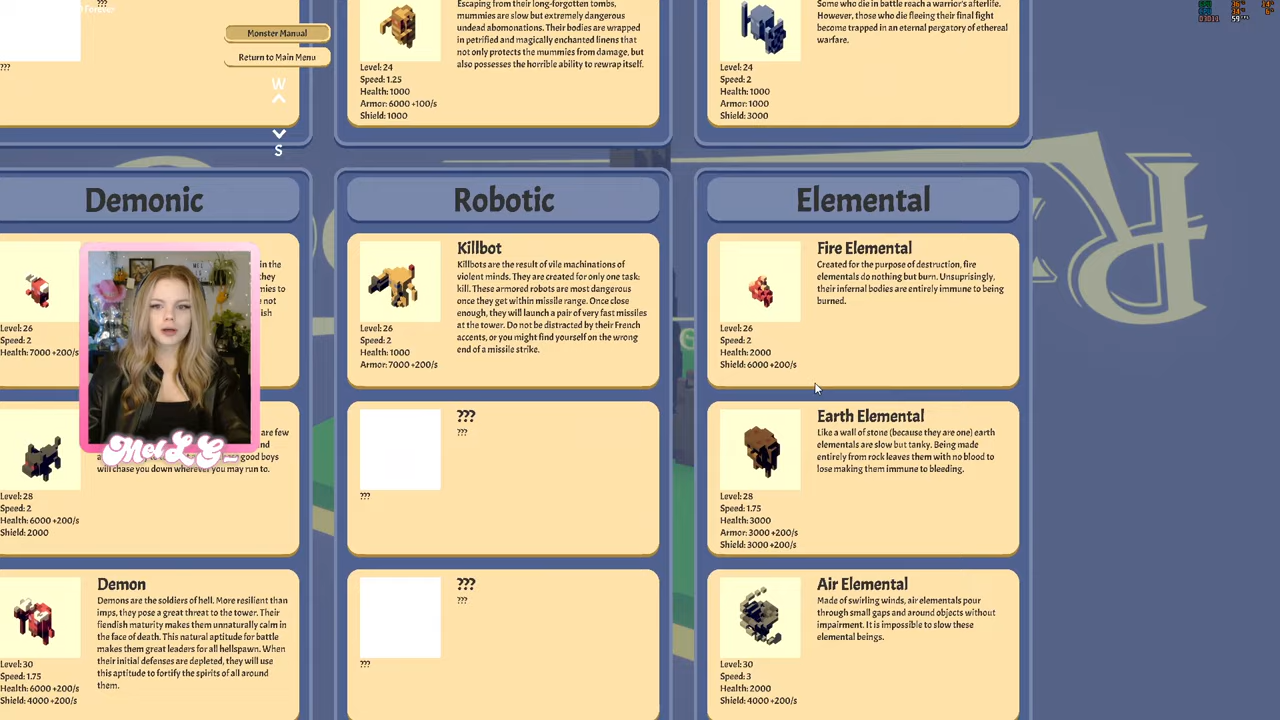 ???
???
Monster Manual
Return to Main Menu
W
S
Escaping from their long-forgotten tombs,
mummies are slow but extremely dangerous
undead abomonations. Their bodies are wrapped
in petrified and magically enchanted linens that
not only protects the mummies from damage, but
also possesses the horrible ability to rewrap itself.
Level: 24
Speed: 1.25
Health: 1000
Armor: 6000 +100/s
Shield: 1000
Some who die in battle reach a warrior's afterlife.
However, those who die fleeing their final fight
become trapped in an eternal pergatory of ethereal
warfare.
Level: 24
Speed: 2
Health: 1000
Armor: 1000
Shield: 3000
Demonic
in the
they
mies to
not
ish
Level: 26
Speed: 2
Health: 7000 +200/s
are few
and
good boys
will chase you down wherever you may run to.
Level: 28
Speed: 2
Health: 6000 +200/s
Shield: 2000
Demon
Demons are the soldiers of hell. More resilient than
imps, they pose a great threat to the tower. Their
fiendish maturity makes them unnaturally calm in
the face of death. This natural aptitude for battle
makes them great leaders for all hellspawn. When
their initial defenses are depleted, they will use
this aptitude to fortify the spirits of all around
them.
Level: 30
Speed: 1.75
Health: 6000 +200/s
Shield: 4000 +200/s
Mel L_G_
Robotic
Killbot
Killbots are the result of vile machinations of
violent minds. They are created for only one task:
kill. These armored robots are most dangerous
once they get within missile range. Once close
enough, they will launch a pair of very fast missiles
at the tower. Do not be distracted by their French
accents, or you might find yourself on the wrong
end of a missile strike.
Level: 26
Speed: 2
Health: 1000
Armor: 7000 +200/s
???
???
???
???
???
???
Elemental
Fire Elemental
Created for the purpose of destruction, fire
elementals do nothing but burn. Unsuprisingly,
their infernal bodies are entirely immune to being
burned.
Level: 26
Speed: 2
Health: 2000
Shield: 6000 +200/s
Earth Elemental
Like a wall of stone (because they are one) earth
elementals are slow but tanky. Being made
entirely from rock leaves them with no blood to
lose making them immune to bleeding.
Level: 28
Speed: 1.75
Health: 3000
Armor: 3000 +200/s
Shield: 3000 +200/s
Air Elemental
Made of swirling winds, air elementals pour
through small gaps and around objects without
impairment. It is impossible to slow these
elemental beings.
Level: 30
Speed: 3
Health: 2000
Shield: 4000 +200/s